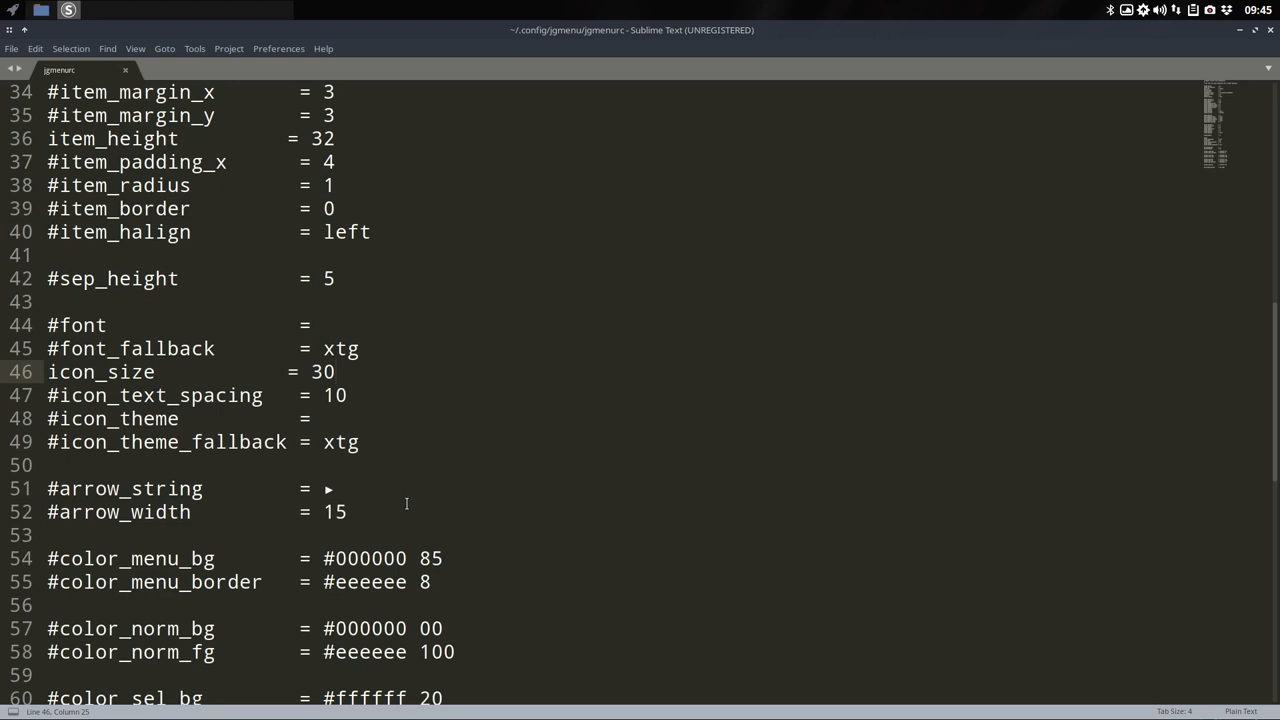 S 09:45
~/.config/jgmenu/jgmenurc - Sublime Text (UNREGISTERED)
File Edit Selection Find View Goto Tools Project Preferences Help
jgmenurc
34 #item_margin_x = 3
35 #item_margin_y = 3
36 item_height = 32
37 #item_padding_x = 4
38 #item_radius = 1
39 #item_border = 0
40 #item_halign = left
41
42 #sep_height = 5
43
44 #font =
45 #font_fallback = xtg
46 icon_size = 30
47 #icon_text_spacing = 10
48 #icon_theme =
49 #icon_theme_fallback = xtg
50
51 #arrow_string = ▸
52 #arrow_width = 15
53
54 #color_menu_bg = #000000 85
55 #color_menu_border = #eeeeee 8
56
57 #color_norm_bg = #000000 00
58 #color_norm_fg = #eeeeee 100
59
60 #color_sel_bg = #ffffff 20
Line 46, Column 25 Tab Size: 4 Plain Text